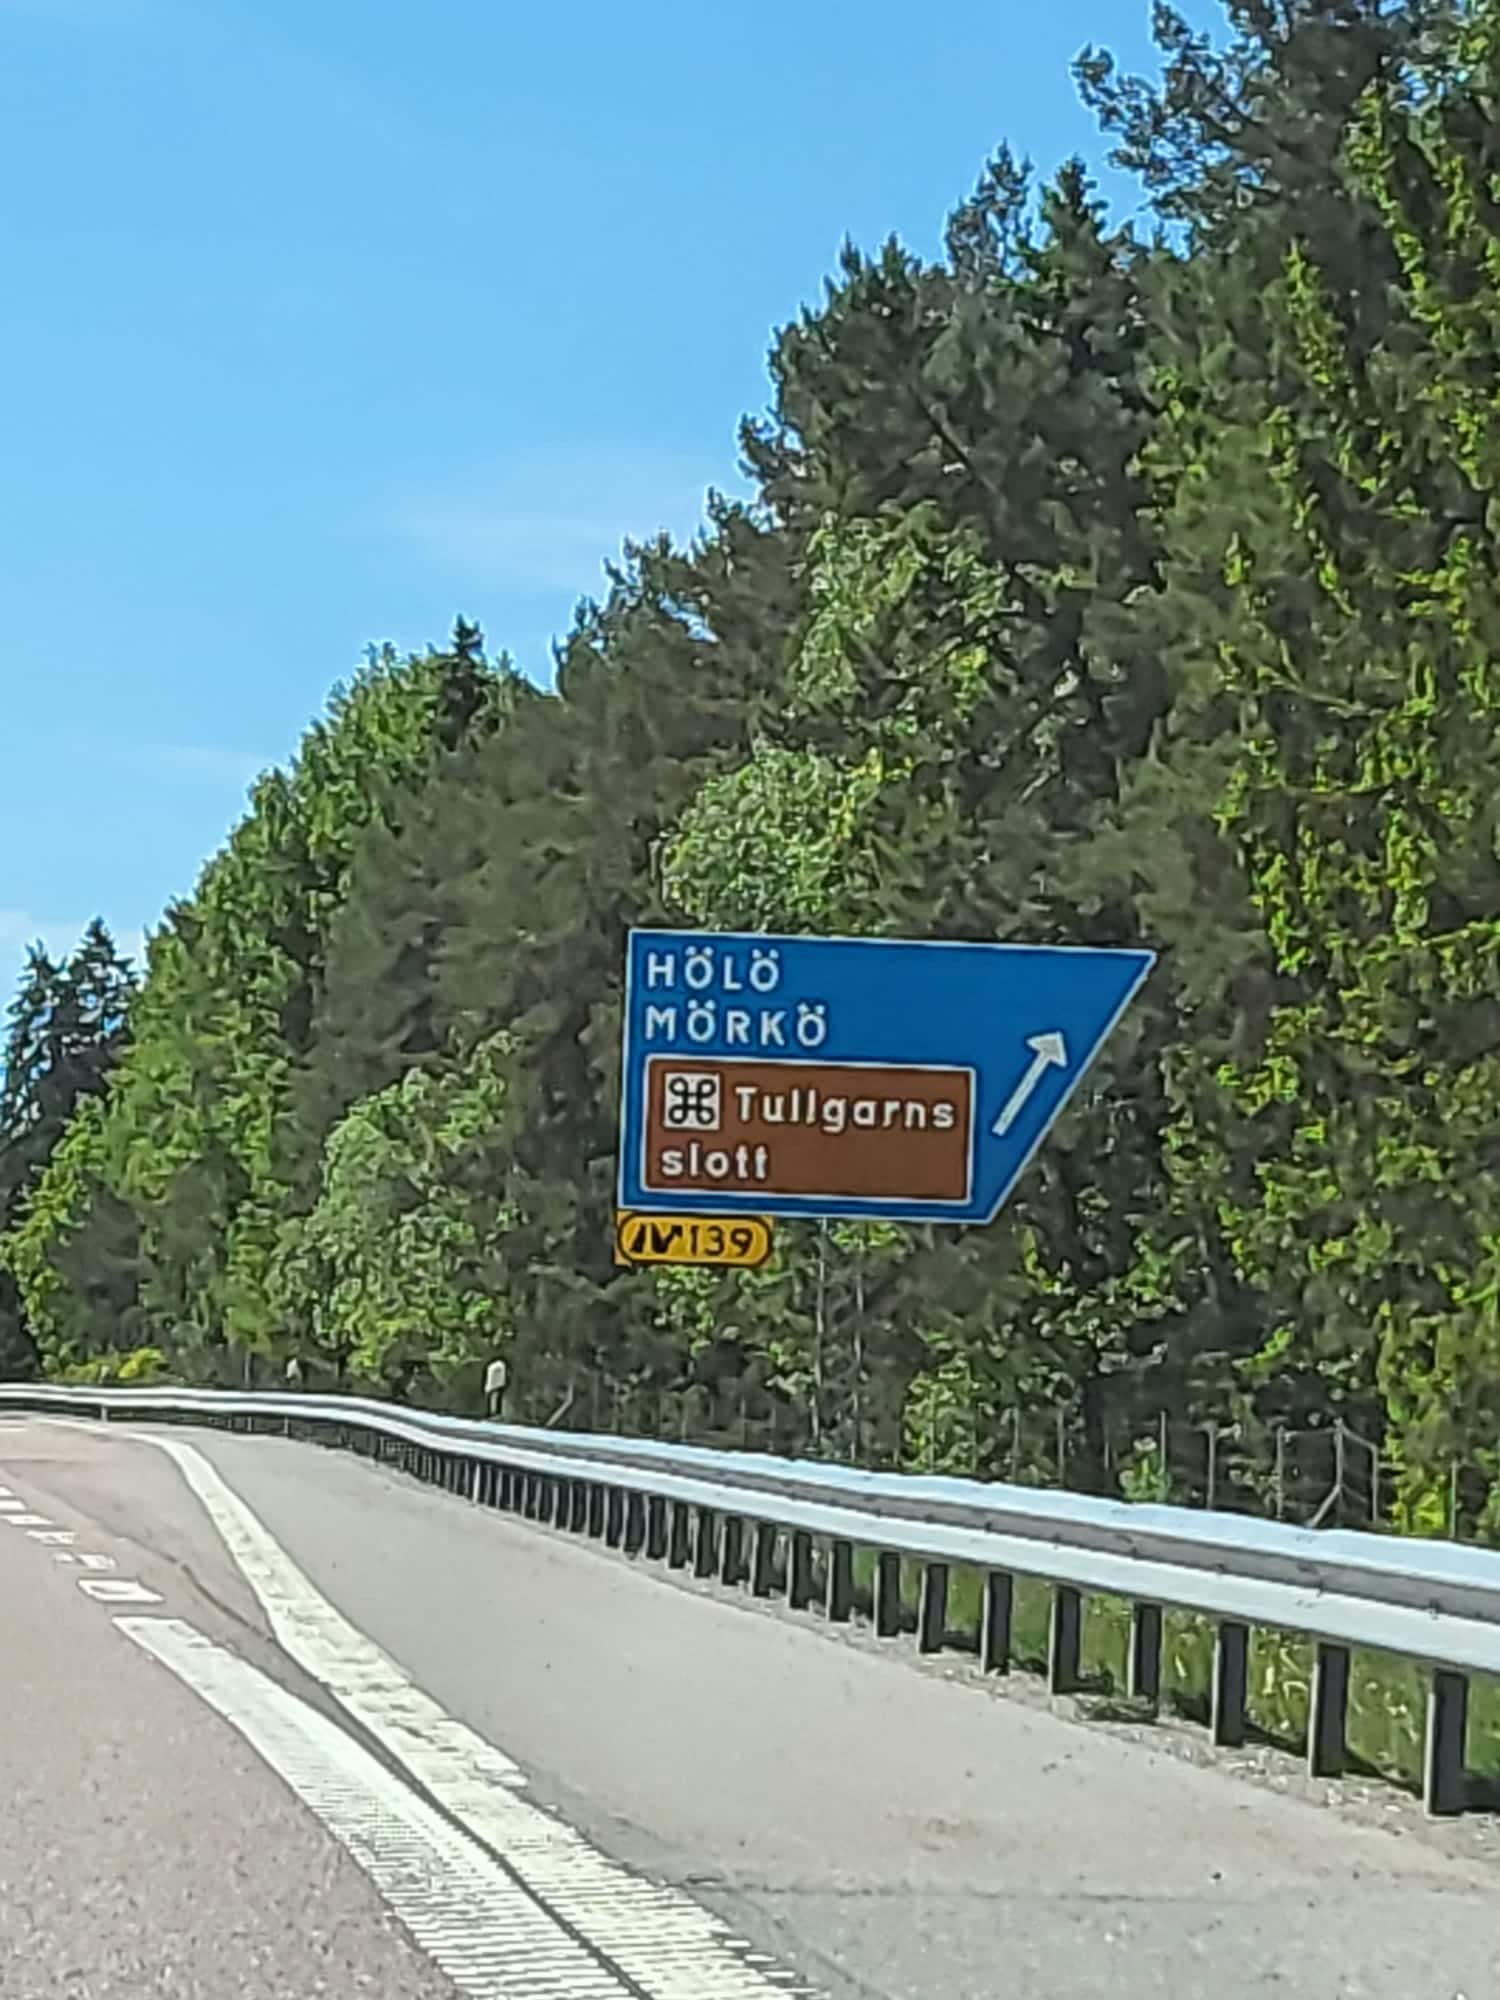 HÖLÖ
MÖRKÖ
Tullgarns
slott
139